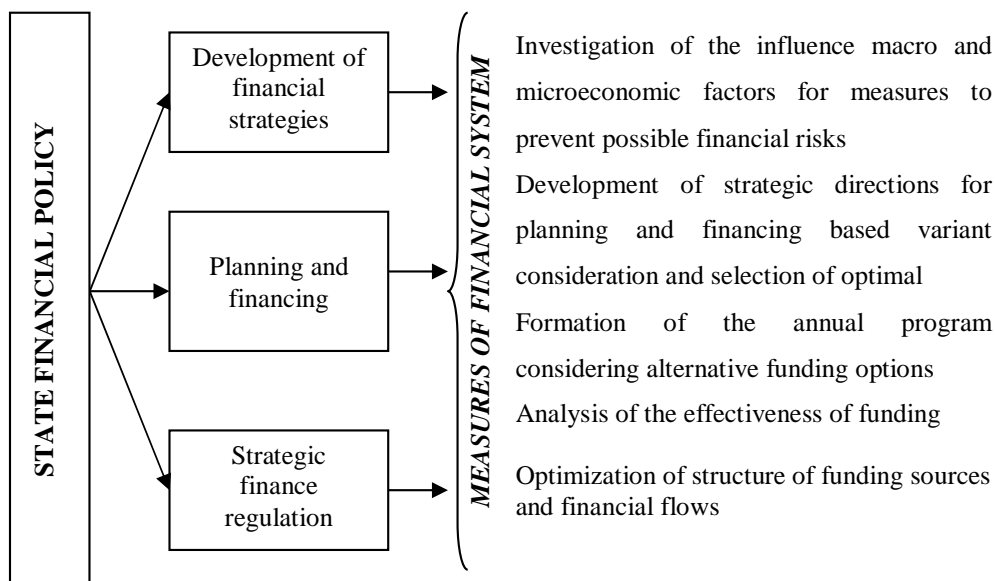 STATE FINANCIAL POLICY
Development of
financial
strategies
Planning and
financing
Strategic
finance
regulation
MEASURES OF FINANCIAL SYSTEM
Investigation of the influence macro and
microeconomic factors for measures to
prevent possible financial risks
Development of strategic directions for
planning and financing based variant
consideration and selection of optimal
Formation of the annual program
considering alternative funding options
Analysis of the effectiveness of funding
Optimization of structure of funding sources
and financial flows